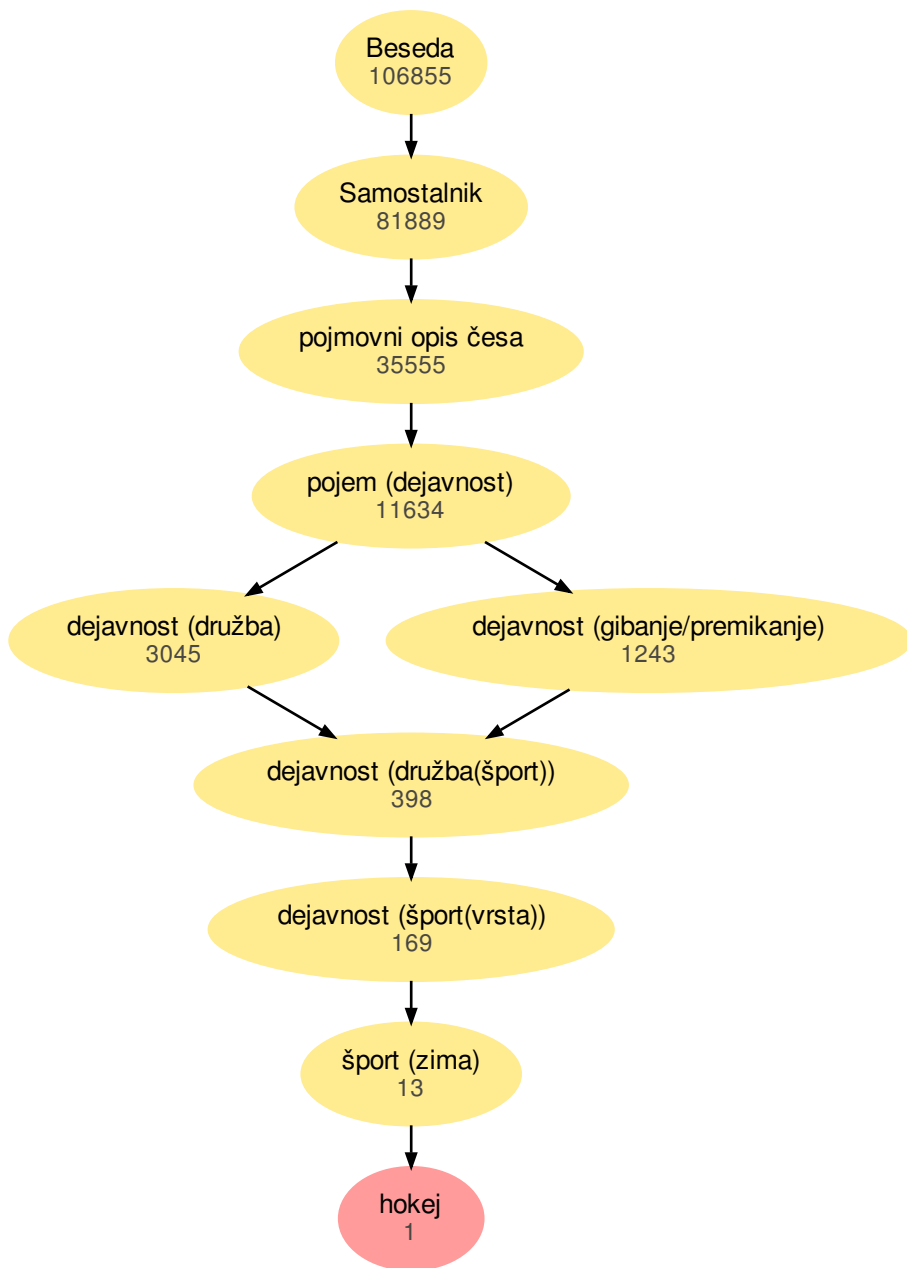 Beseda
106855
Samostalnik
81889
pojmovni opis česa
35555
pojem (dejavnost)
11634
dejavnost (družba)
3045
dejavnost (gibanje/premikanje)
1243
dejavnost (družba(šport))
398
dejavnost (šport(vrsta))
169
šport (zima)
13
hokej
1